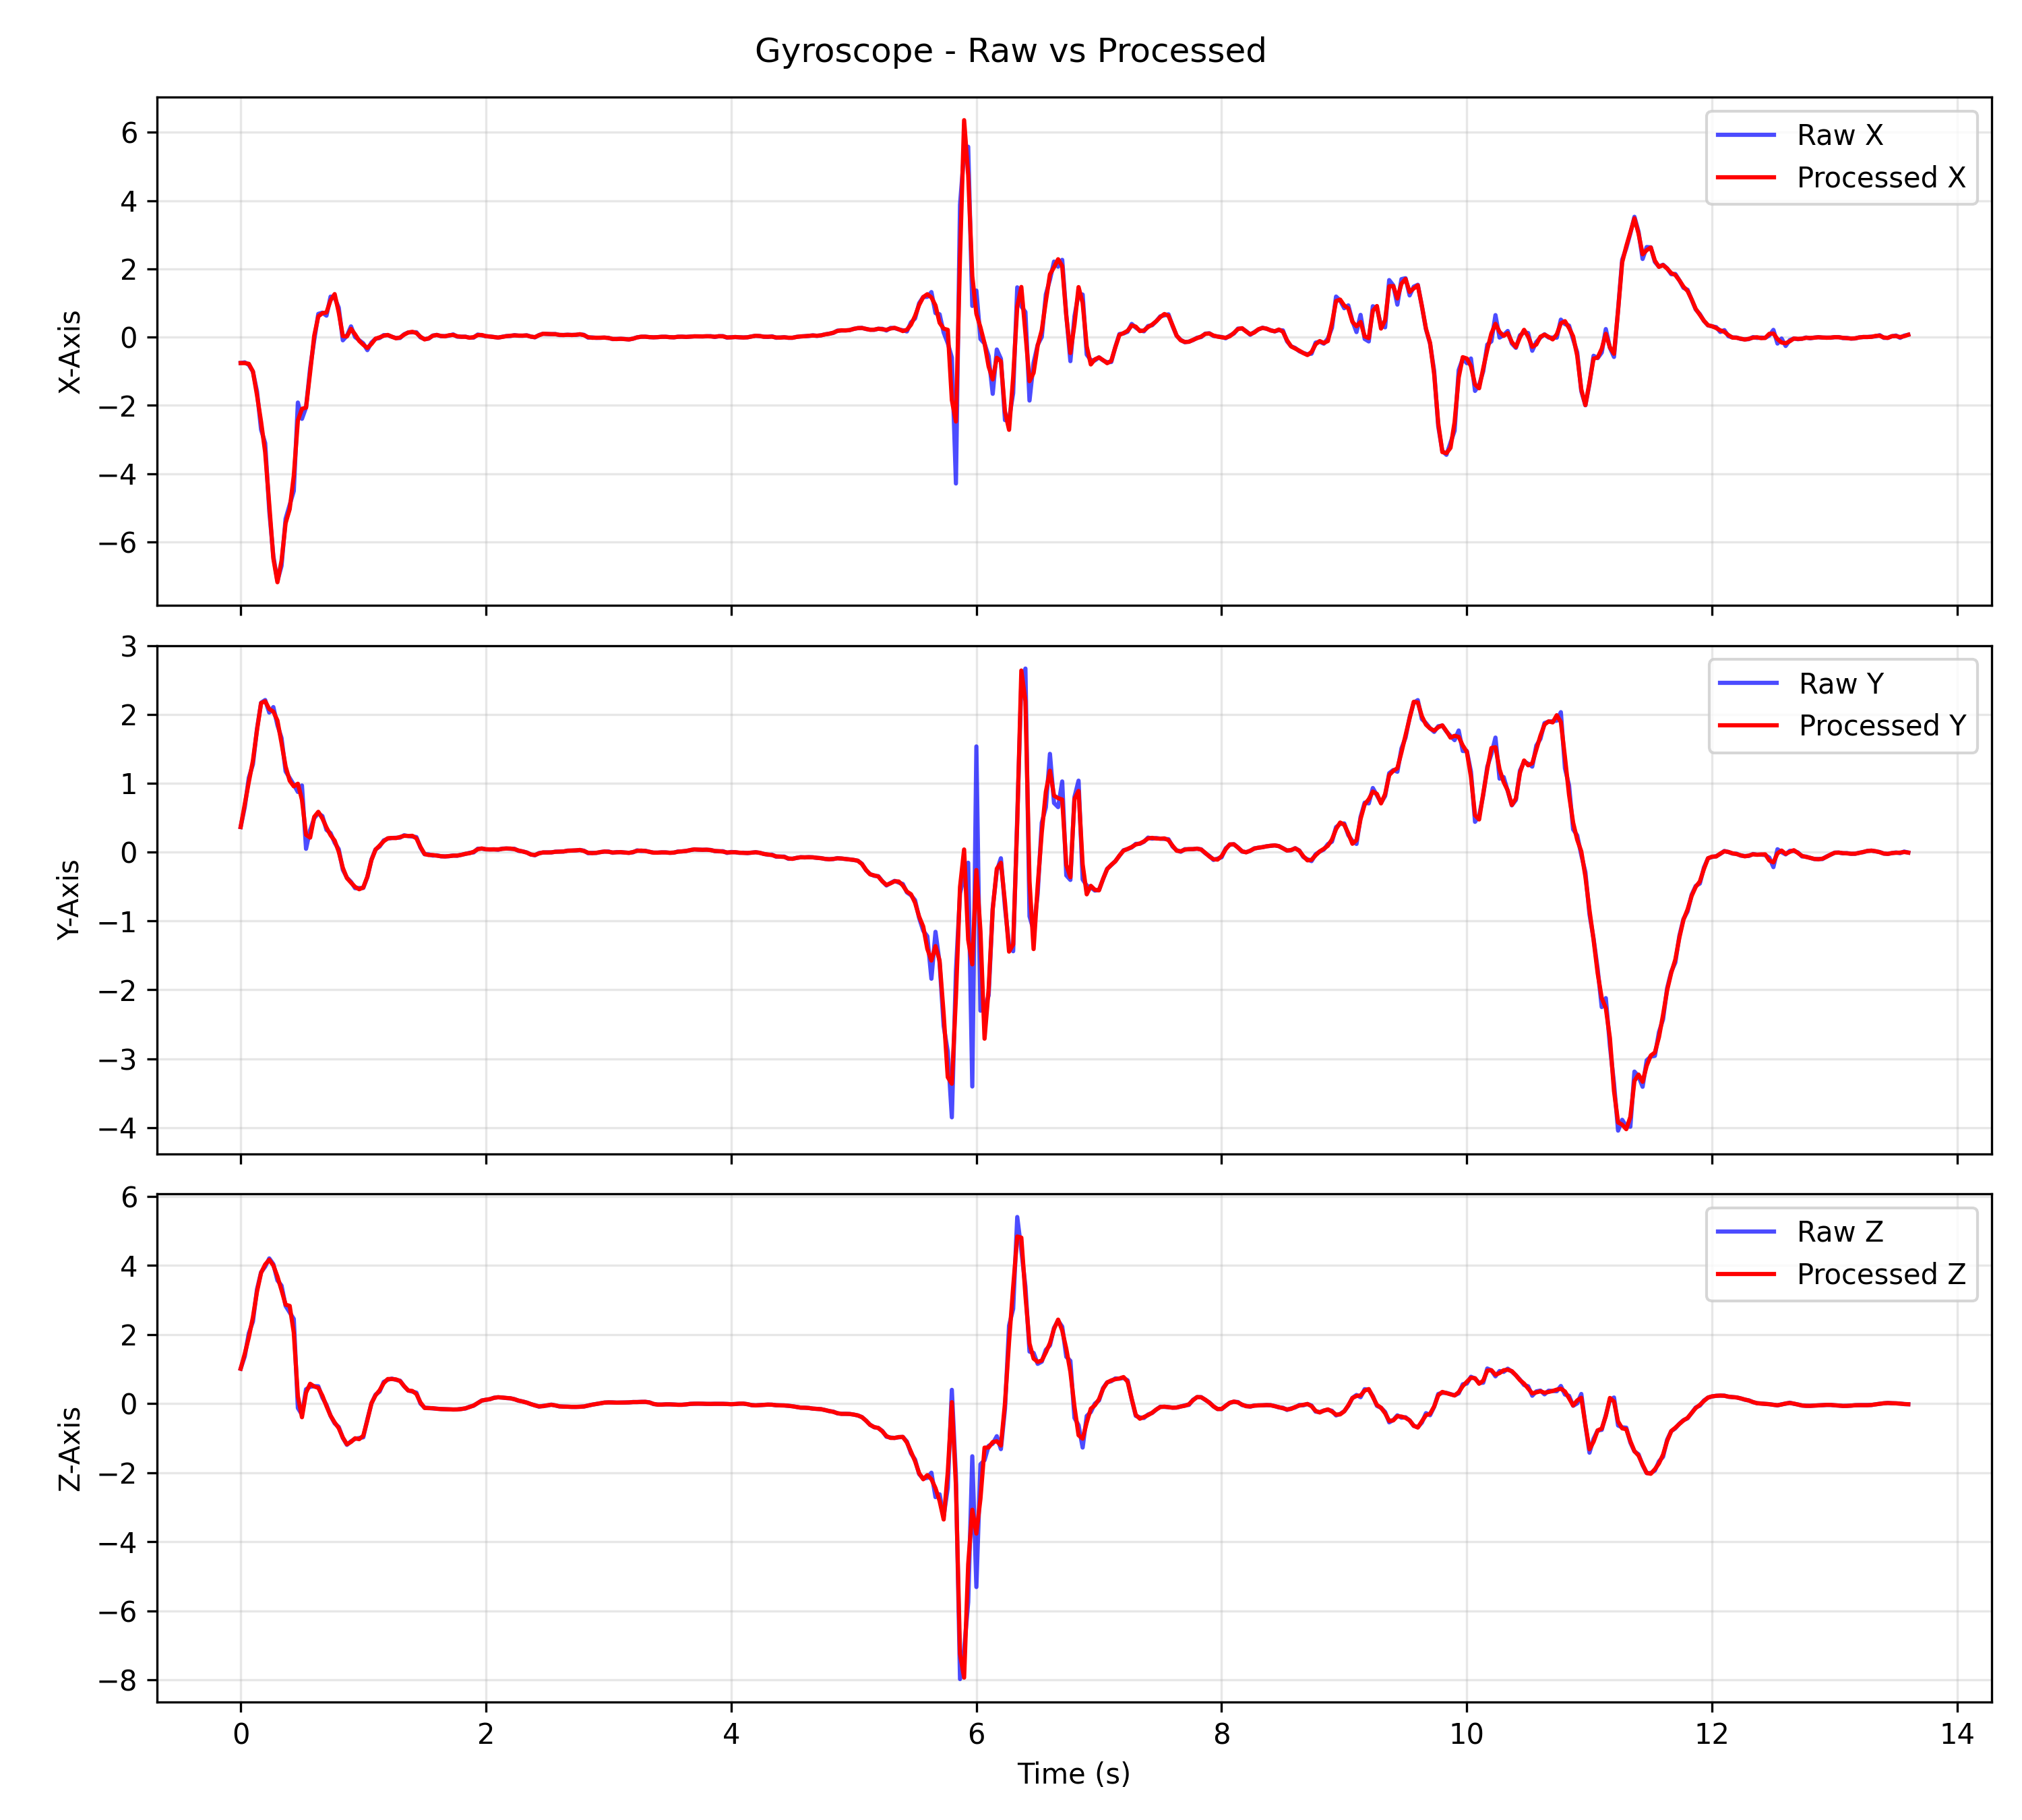 Gyroscope - Raw vs Processed
6
4
2
0
−2
−4
−6
X-Axis
Raw X
Processed X
3
2
1
0
−1
−2
−3
−4
Y-Axis
Raw Y
Processed Y
6
4
2
0
−2
−4
−6
−8
Z-Axis
Raw Z
Processed Z
0 2 4 6 8 10 12 14
Time (s)